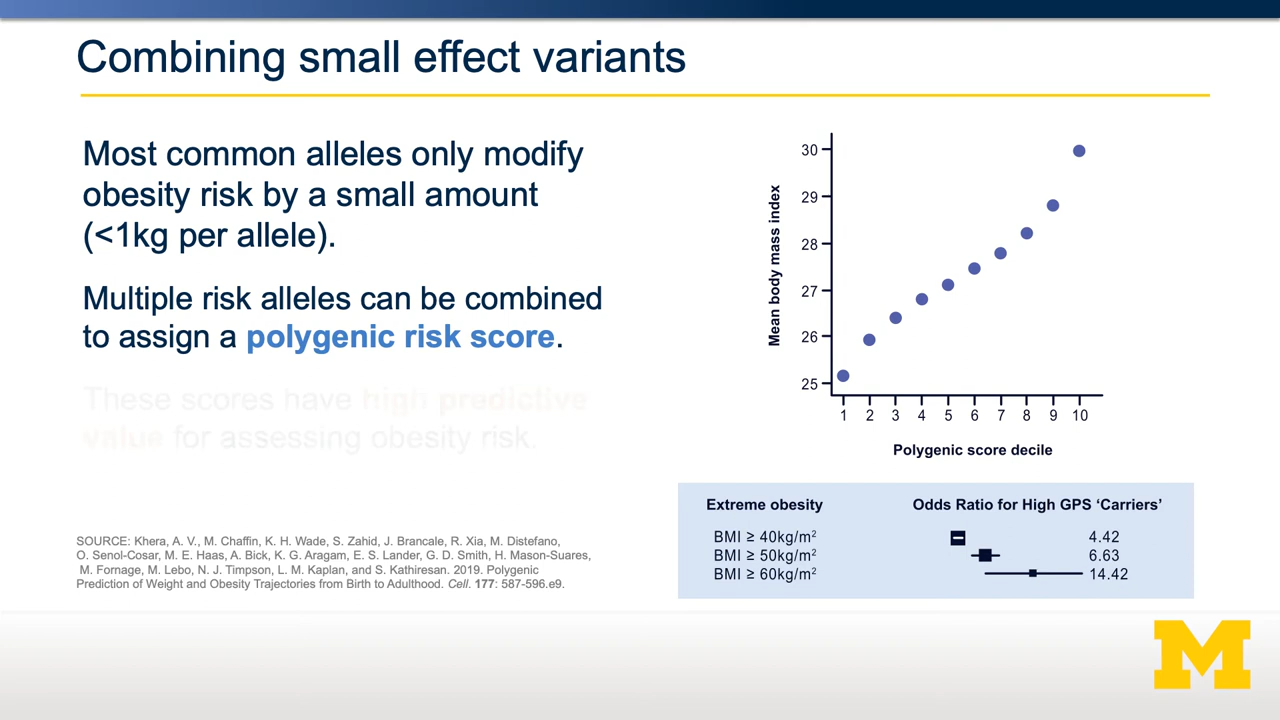 Combining small effect variants
Most common alleles only modify
obesity risk by a small amount
(<1kg per allele).
Multiple risk alleles can be combined
to assign a polygenic risk score.
These scores have high predictive
value for assessing obesity risk.
SOURCE: Khera, A. V., M. Chaffin, K. H. Wade, S. Zahid, J. Brancale, R. Xia, M. Distefano,
O. Senol-Cosar, M. E. Haas, A. Bick, K. G. Aragam, E. S. Lander, G. D. Smith, H. Mason-Suares,
M. Fornage, M. Lebo, N. J. Timpson, L. M. Kaplan, and S. Kathiresan. 2019. Polygenic
Prediction of Weight and Obesity Trajectories from Birth to Adulthood. Cell. 177: 587-596.e9.
Mean body mass index
30
29
28
27
26
25
1 2 3 4 5 6 7 8 9 10
Polygenic score decile
Extreme obesity Odds Ratio for High GPS ‘Carriers’
BMI ≥ 40kg/m² 4.42
BMI ≥ 50kg/m² 6.63
BMI ≥ 60kg/m² 14.42
M